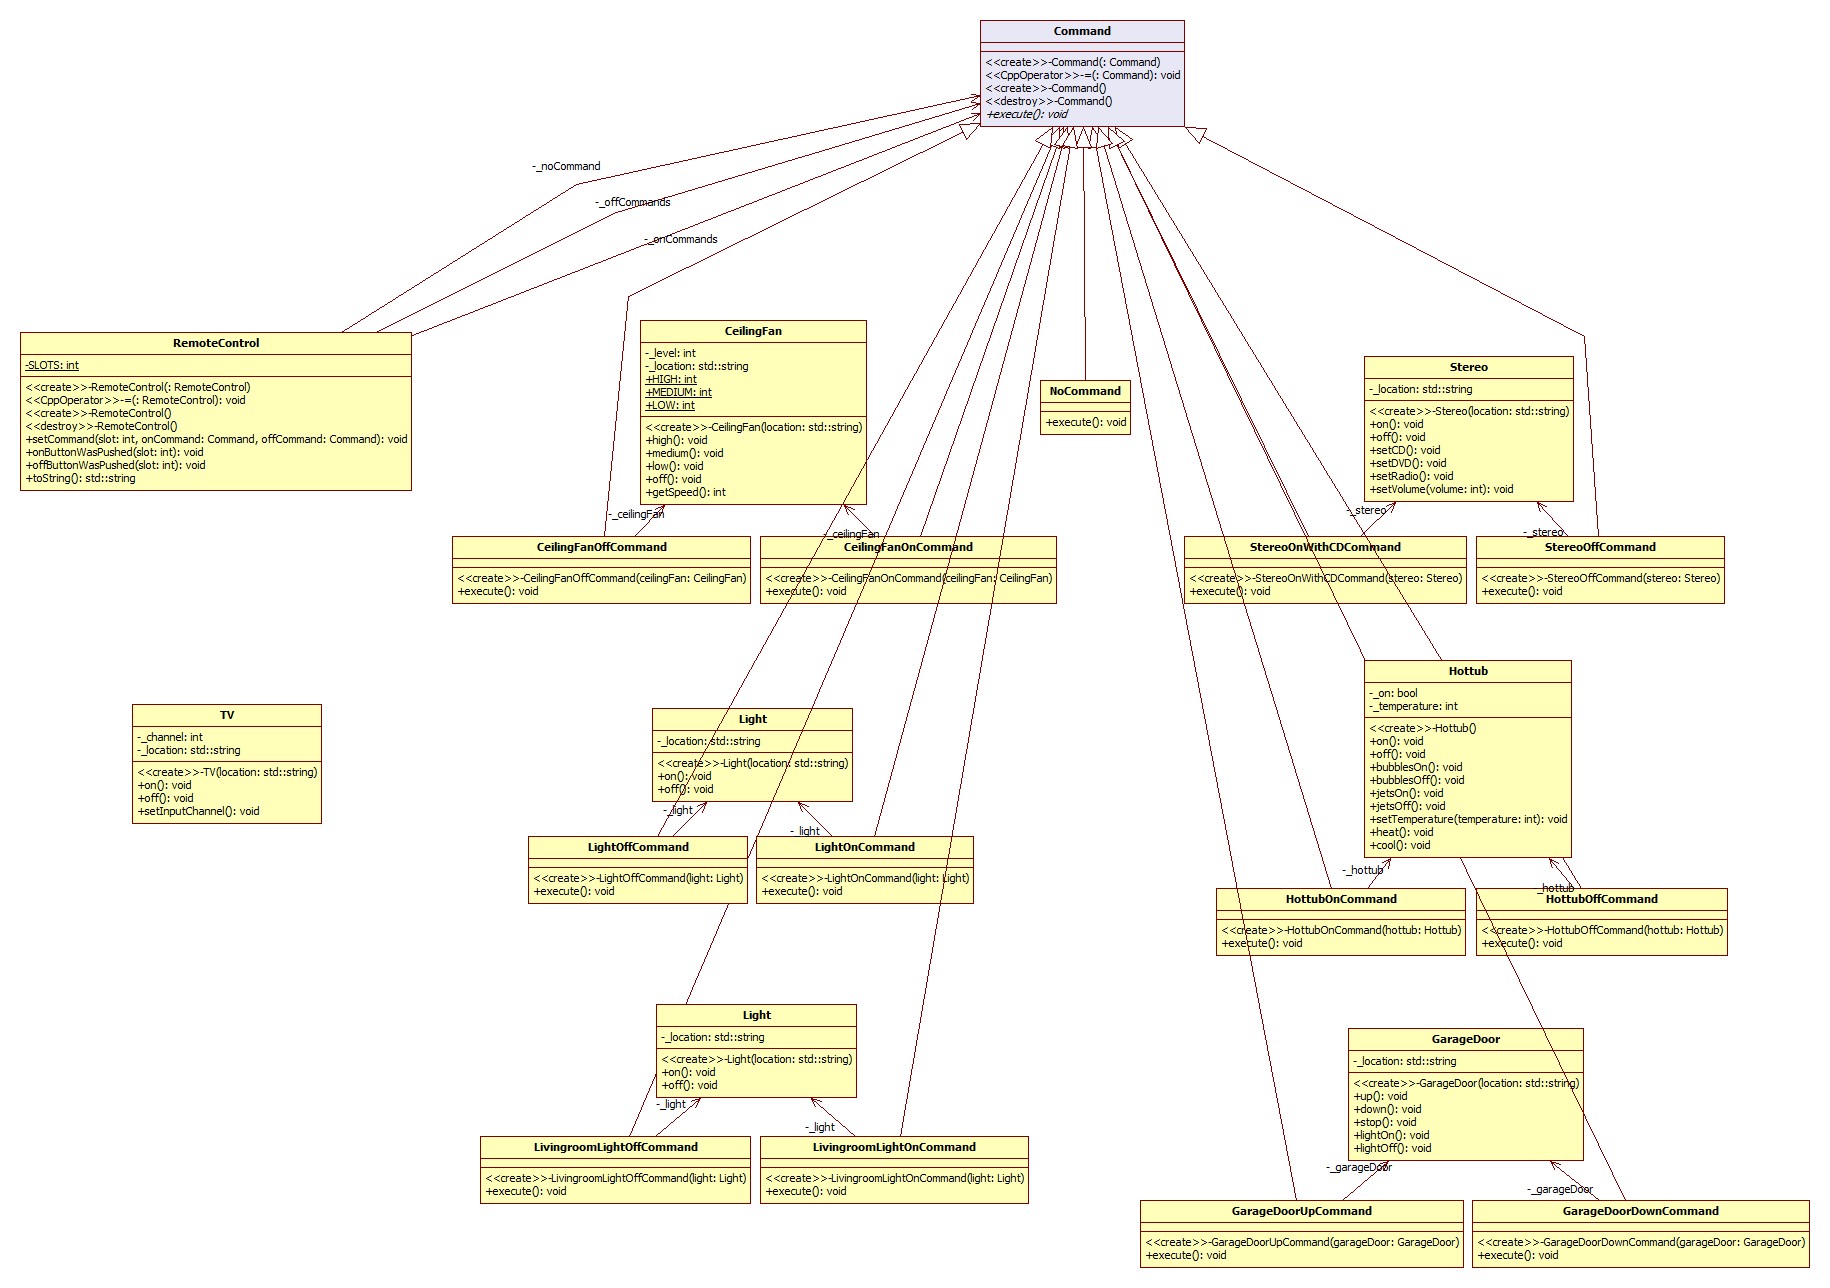 Command
<<create>>-Command(: Command)
<<CppOperator>>-=(: Command): void
<<create>>-Command()
<<destroy>>-Command()
+execute(): void
-_noCommand
-_offCommands
-_onCommands
RemoteControl
-SLOTS: int
<<create>>-RemoteControl(: RemoteControl)
<<CppOperator>>-=(: RemoteControl): void
<<create>>-RemoteControl()
<<destroy>>-RemoteControl()
+setCommand(slot: int, onCommand: Command, offCommand: Command): void
+onButtonWasPushed(slot: int): void
+offButtonWasPushed(slot: int): void
+toString(): std::string
CeilingFan
-_level: int
-_location: std::string
+HIGH: int
+MEDIUM: int
+LOW: int
<<create>>-CeilingFan(location: std::string)
+high(): void
+medium(): void
+low(): void
+off(): void
+getSpeed(): int
NoCommand
+execute(): void
Stereo
-_location: std::string
<<create>>-Stereo(location: std::string)
+on(): void
+off(): void
+setCD(): void
+setDVD(): void
+setRadio(): void
+setVolume(volume: int): void
-_ceilingFan
-_ceilingFan
-_stereo
-_stereo
CeilingFanOffCommand
<<create>>-CeilingFanOffCommand(ceilingFan: CeilingFan)
+execute(): void
CeilingFanOnCommand
<<create>>-CeilingFanOnCommand(ceilingFan: CeilingFan)
+execute(): void
StereoOnWithCDCommand
<<create>>-StereoOnWithCDCommand(stereo: Stereo)
+execute(): void
StereoOffCommand
<<create>>-StereoOffCommand(stereo: Stereo)
+execute(): void
TV
-_channel: int
-_location: std::string
<<create>>-TV(location: std::string)
+on(): void
+off(): void
+setInputChannel(): void
Light
-_location: std::string
<<create>>-Light(location: std::string)
+on(): void
+off(): void
Hottub
-_on: bool
-_temperature: int
<<create>>-Hottub()
+on(): void
+off(): void
+bubblesOn(): void
+bubblesOff(): void
+jetsOn(): void
+jetsOff(): void
+setTemperature(temperature: int): void
+heat(): void
+cool(): void
-_light
-_light
LightOffCommand
<<create>>-LightOffCommand(light: Light)
+execute(): void
LightOnCommand
<<create>>-LightOnCommand(light: Light)
+execute(): void
-_hottub
-_hottub
HottubOnCommand
<<create>>-HottubOnCommand(hottub: Hottub)
+execute(): void
HottubOffCommand
<<create>>-HottubOffCommand(hottub: Hottub)
+execute(): void
Light
-_location: std::string
<<create>>-Light(location: std::string)
+on(): void
+off(): void
GarageDoor
-_location: std::string
<<create>>-GarageDoor(location: std::string)
+up(): void
+down(): void
+stop(): void
+lightOn(): void
+lightOff(): void
-_light
-_light
LivingroomLightOffCommand
<<create>>-LivingroomLightOffCommand(light: Light)
+execute(): void
LivingroomLightOnCommand
<<create>>-LivingroomLightOnCommand(light: Light)
+execute(): void
-_garageDoor
-_garageDoor
GarageDoorUpCommand
<<create>>-GarageDoorUpCommand(garageDoor: GarageDoor)
+execute(): void
GarageDoorDownCommand
<<create>>-GarageDoorDownCommand(garageDoor: GarageDoor)
+execute(): void